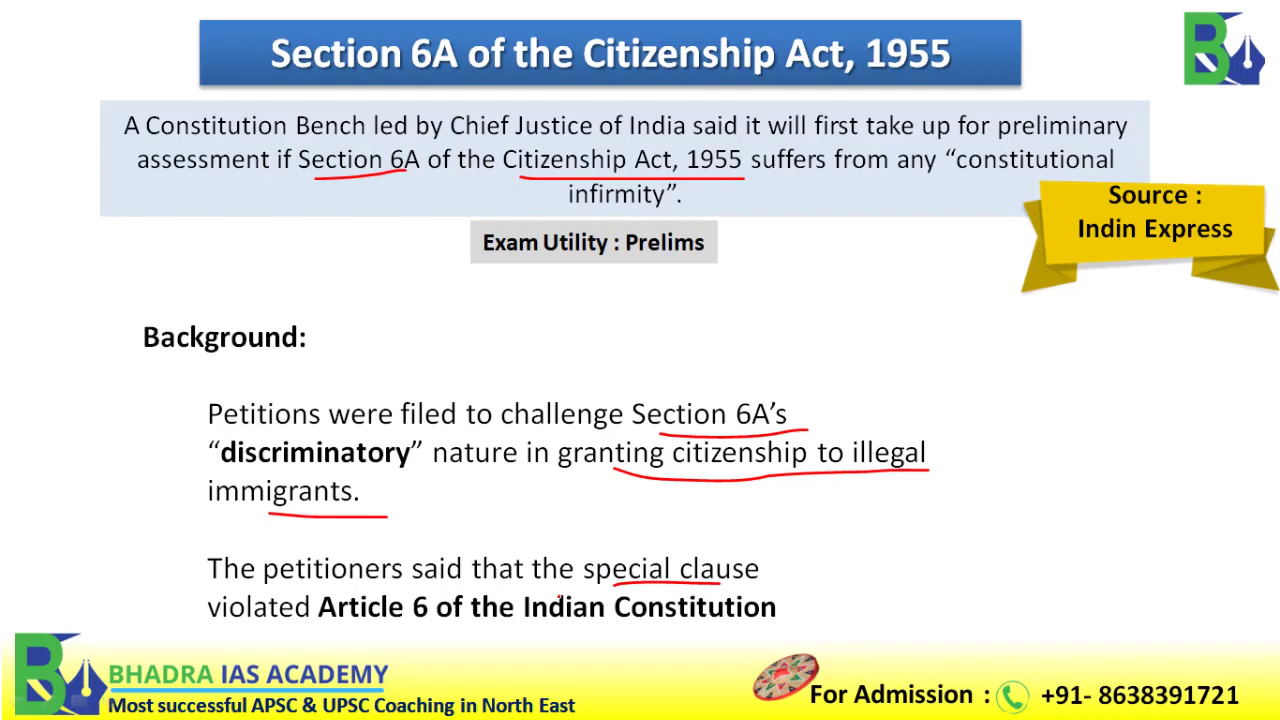 Section 6A of the Citizenship Act, 1955
A Constitution Bench led by Chief Justice of India said it will first take up for preliminary
assessment if Section 6A of the Citizenship Act, 1955 suffers from any “constitutional
infirmity”.
Source :
Indin Express
Exam Utility : Prelims
Background:
Petitions were filed to challenge Section 6A’s
“discriminatory” nature in granting citizenship to illegal
immigrants.
The petitioners said that the special clause
violated Article 6 of the Indian Constitution
BHADRA IAS ACADEMY
Most successful APSC & UPSC Coaching in North East
For Admission : +91- 8638391721